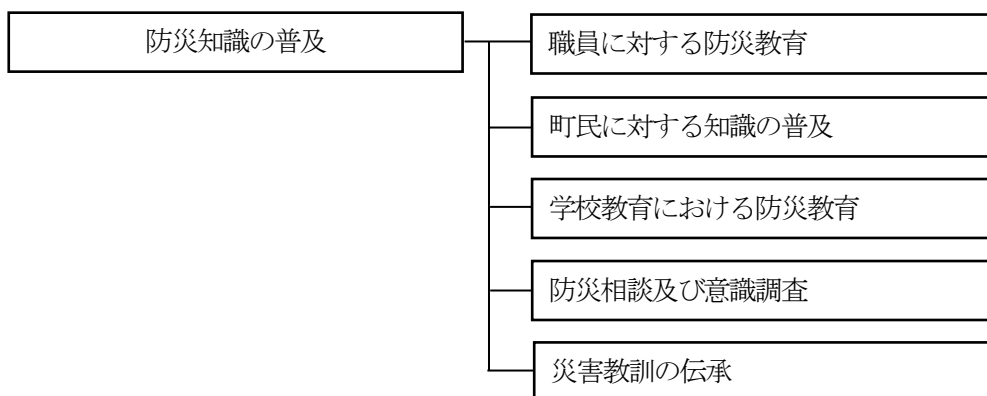 防災知識の普及
職員に対する防災教育
町民に対する知識の普及
学校教育における防災教育
防災相談及び意識調査
災害教訓の伝承